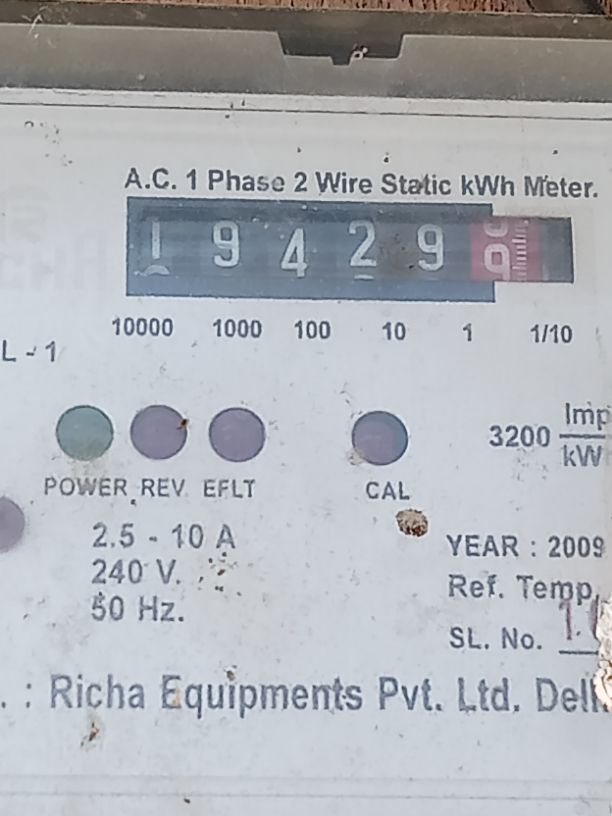 A.C. 1 Phase 2 Wire Static kWh Meter.
1 9 4 2 9 9
10000 1000 100 10 1 1/10
L - 1
3200 Imp
kW
POWER REV. EFLT CAL
2.5 - 10 A
240 V.
50 Hz.
YEAR : 2009
Ref. Temp.
SL. No.
. : Richa Equipments Pvt. Ltd. Del